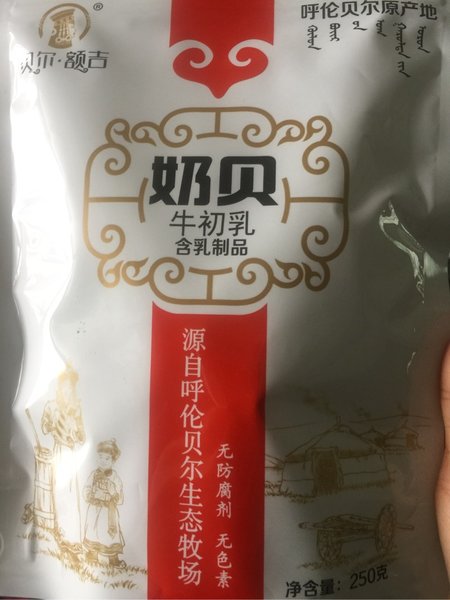 贝尔·额吉
呼伦贝尔原产地
奶贝
牛初乳
含乳制品
源自呼伦贝尔生态牧场
无防腐剂 无色素
净含量：250克